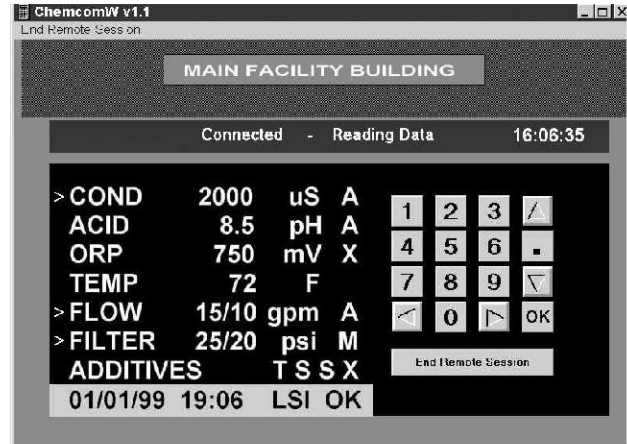 ChemcomW v1.1
End Remote Session
MAIN FACILITY BUILDING
Connected - Reading Data 16:06:35
> COND 2000 uS A
ACID 8.5 pH A
ORP 750 mV X
TEMP 72 F
> FLOW 15/10 gpm A
> FILTER 25/20 psi M
ADDITIVES T S S X
01/01/99 19:06 LSI OK
1 2 3
4 5 6 .
7 8 9
0 OK
End Remote Session